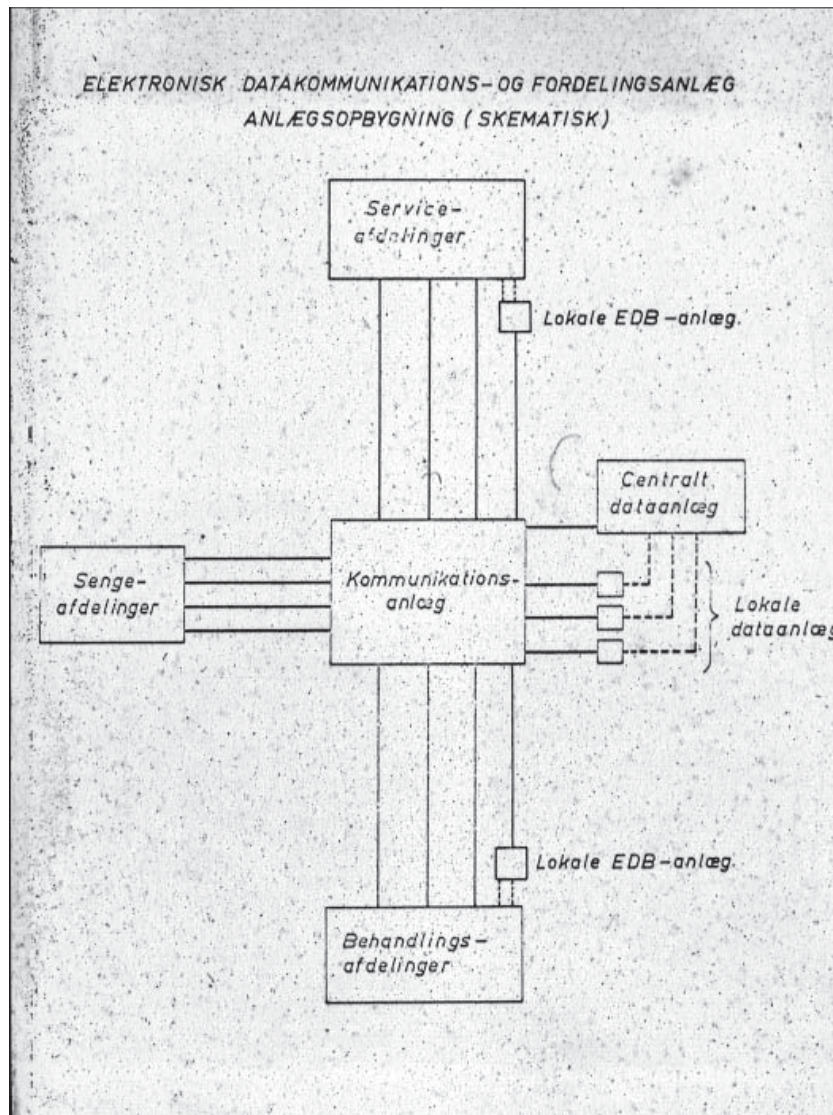 ELEKTRONISK DATAKOMMUNIKATIONS-OG FORDELINGSANLÆG
ANLÆGSOPBYGNING ( SKEMATISK )
Service-
afdelinger
Lokale EDB-anlæg.
Centralt
dataanlæg
Senge-
afdelinger
Kommunikations-
anlæg
Lokale
dataanlæg
Lokale EDB-anlæg.
Behandlings-
afdelinger